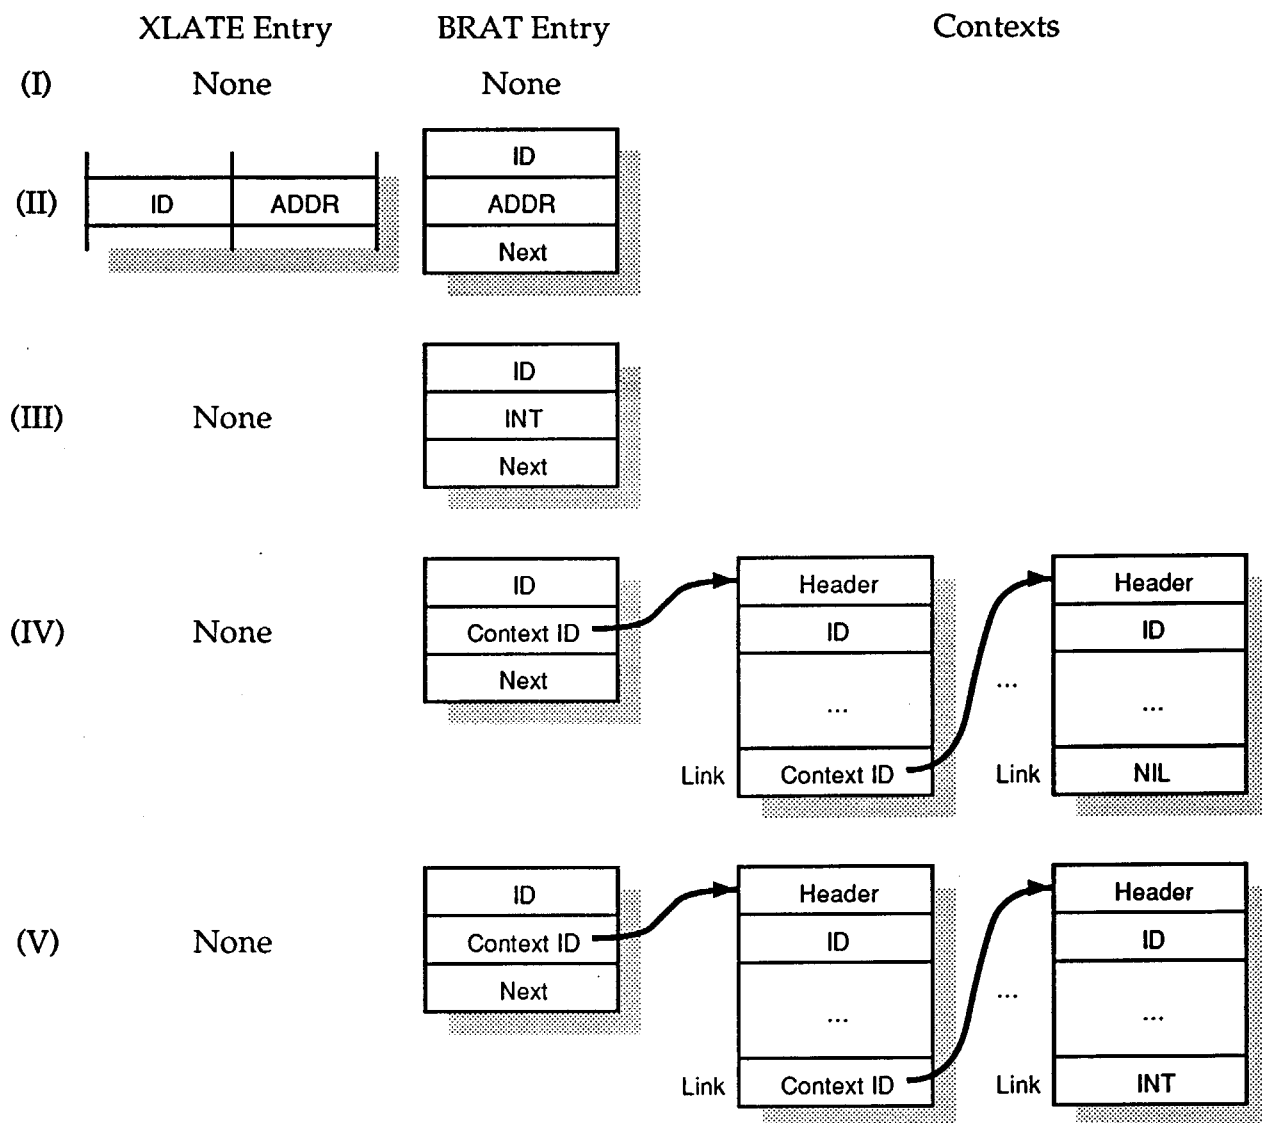 XLATE Entry BRAT Entry Contexts
(I) None None
ID
(II) ID ADDR ADDR
Next
ID
(III) None INT
Next
ID Header Header
(IV) None Context ID ID ID
Next
...
... ...
Link Context ID Link NIL
ID Header Header
(V) None Context ID ID ID
Next
...
... ...
Link Context ID Link INT